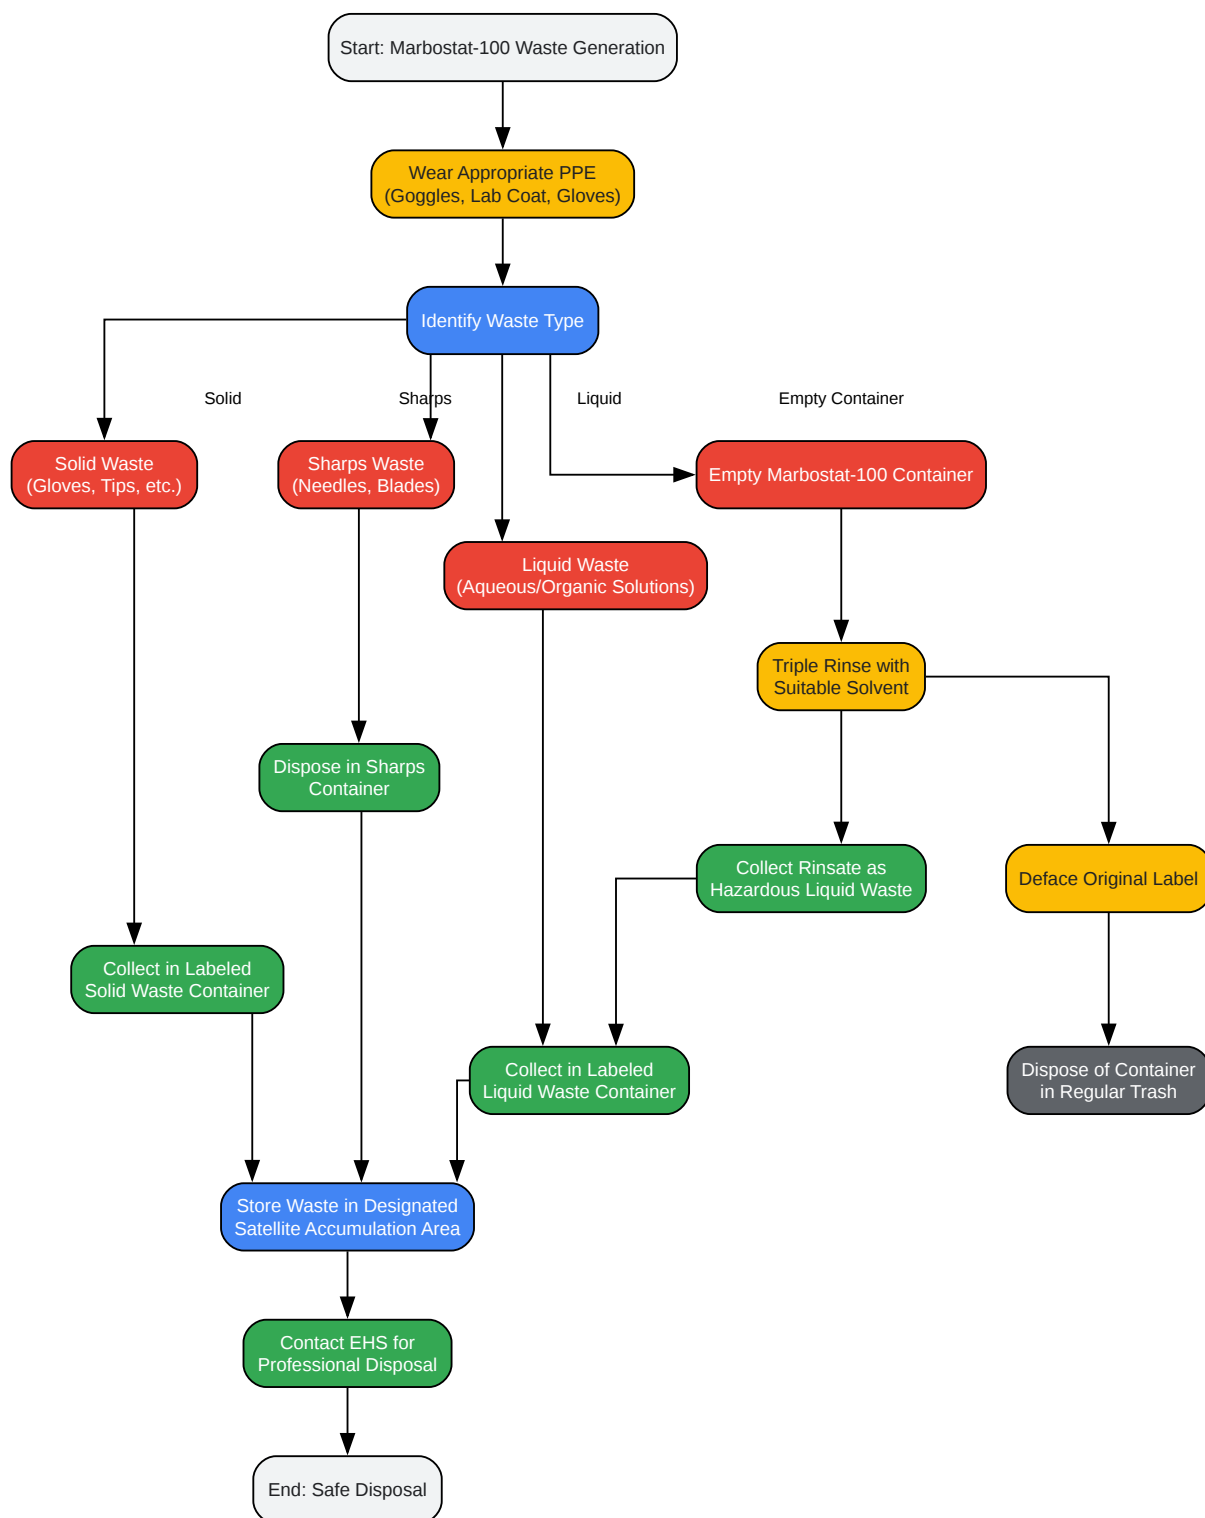 Start: Marbostat-100 Waste Generation
Wear Appropriate PPE
(Goggles, Lab Coat, Gloves)
Identify Waste Type
Solid
Sharps
Liquid
Empty Container
Solid Waste
(Gloves, Tips, etc.)
Sharps Waste
(Needles, Blades)
Empty Marbostat-100 Container
Liquid Waste
(Aqueous/Organic Solutions)
Triple Rinse with
Suitable Solvent
Dispose in Sharps
Container
Collect Rinsate as
Hazardous Liquid Waste
Deface Original Label
Collect in Labeled
Solid Waste Container
Collect in Labeled
Liquid Waste Container
Dispose of Container
in Regular Trash
Store Waste in Designated
Satellite Accumulation Area
Contact EHS for
Professional Disposal
End: Safe Disposal